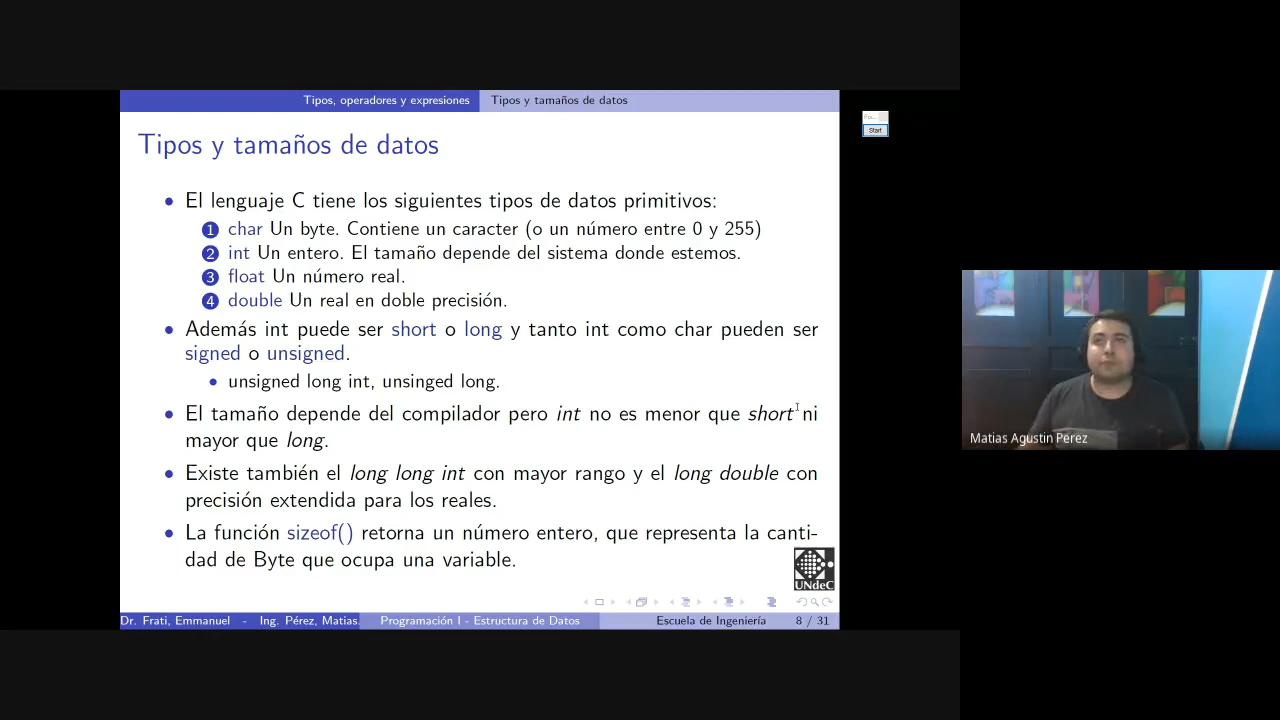 Tipos, operadores y expresiones
Tipos y tamaños de datos
Tipos y tamaños de datos
El lenguaje C tiene los siguientes tipos de datos primitivos:
1 char Un byte. Contiene un caracter (o un número entre 0 y 255)
2 int Un entero. El tamaño depende del sistema donde estemos.
3 float Un número real.
4 double Un real en doble precisión.
Además int puede ser short o long y tanto int como char pueden ser
signed o unsigned.
unsigned long int, unsinged long.
El tamaño depende del compilador pero int no es menor que short ni
mayor que long.
Existe también el long long int con mayor rango y el long double con
precisión extendida para los reales.
La función sizeof() retorna un número entero, que representa la canti-
dad de Byte que ocupa una variable.
UNdeC
Dr. Frati, Emmanuel - Ing. Pérez, Matias.
Programación I - Estructura de Datos
Escuela de Ingeniería
8 / 31
Start
Matias Agustin Perez